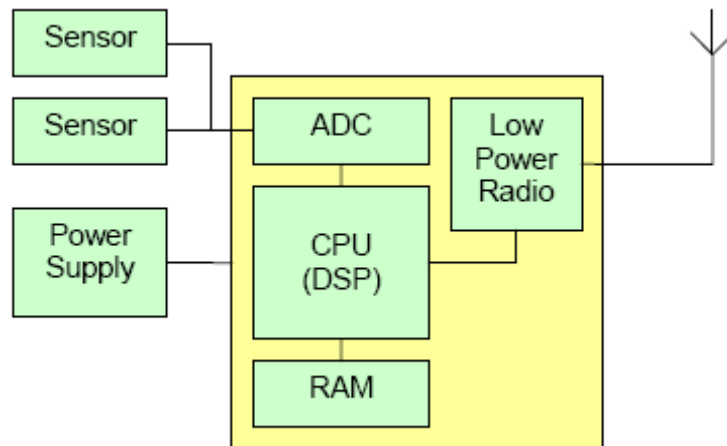 Sensor
Sensor
Power
Supply
ADC
CPU
(DSP)
RAM
Low
Power
Radio